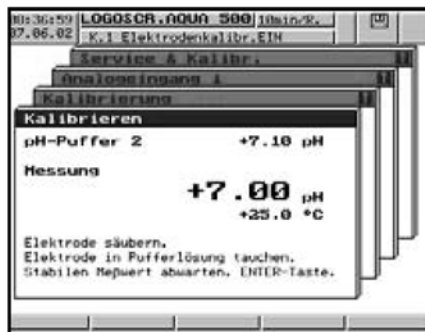 10:36:59 LOGOSCR.AQUA 500 10min/R.
07.06.02 K.1 Elektrodenkalibr.EIN
Service & Kalibr.
Analogeingang 1
Kalibrierung
Kalibrieren
pH-Puffer 2 +7.10 pH
Messung
+7.00 pH
+25.0 °C
Elektrode säubern.
Elektrode in Pufferlösung tauchen.
Stabilen Meßwert abwarten. ENTER-Taste.